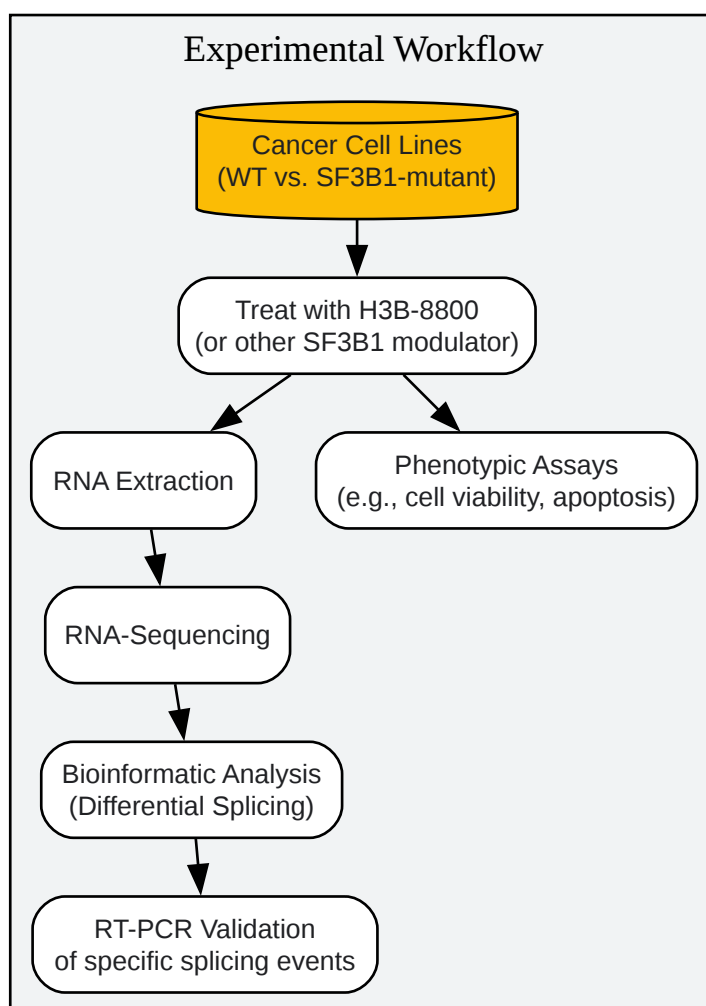 Experimental Workflow
Cancer Cell Lines
(WT vs. SF3B1-mutant)
Treat with H3B-8800
(or other SF3B1 modulator)
RNA Extraction
Phenotypic Assays
(e.g., cell viability, apoptosis)
RNA-Sequencing
Bioinformatic Analysis
(Differential Splicing)
RT-PCR Validation
of specific splicing events